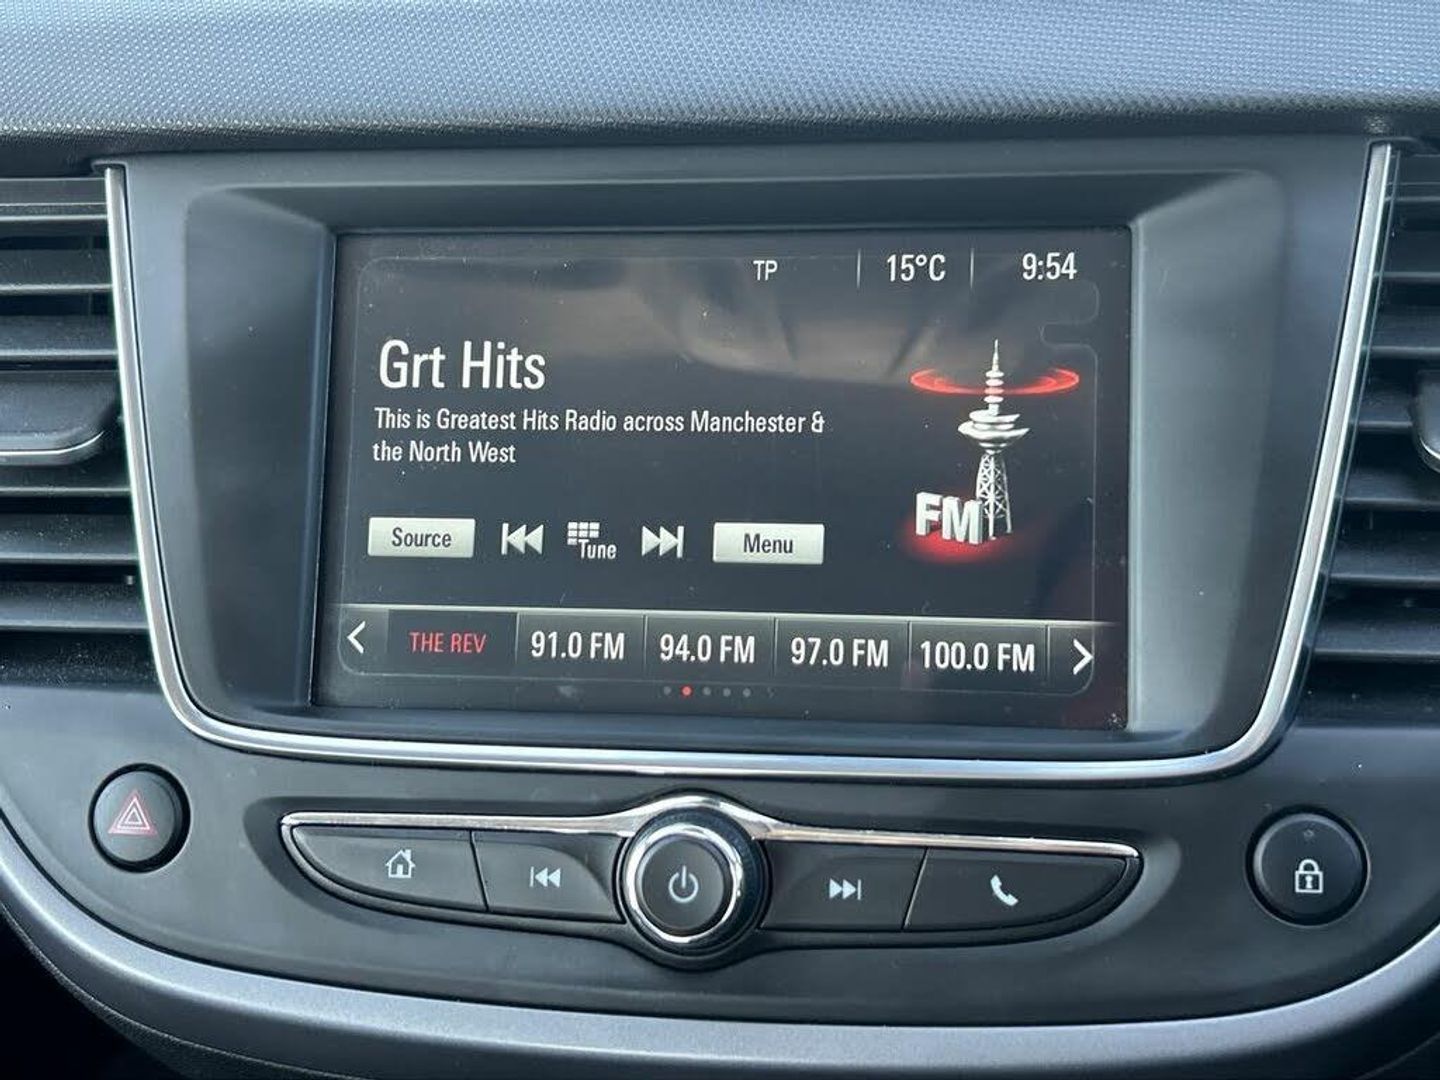 TP 15°C 9:54
Grt Hits
This is Greatest Hits Radio across Manchester &
the North West
FM
Source Tune Menu
THE REV 91.0 FM 94.0 FM 97.0 FM 100.0 FM